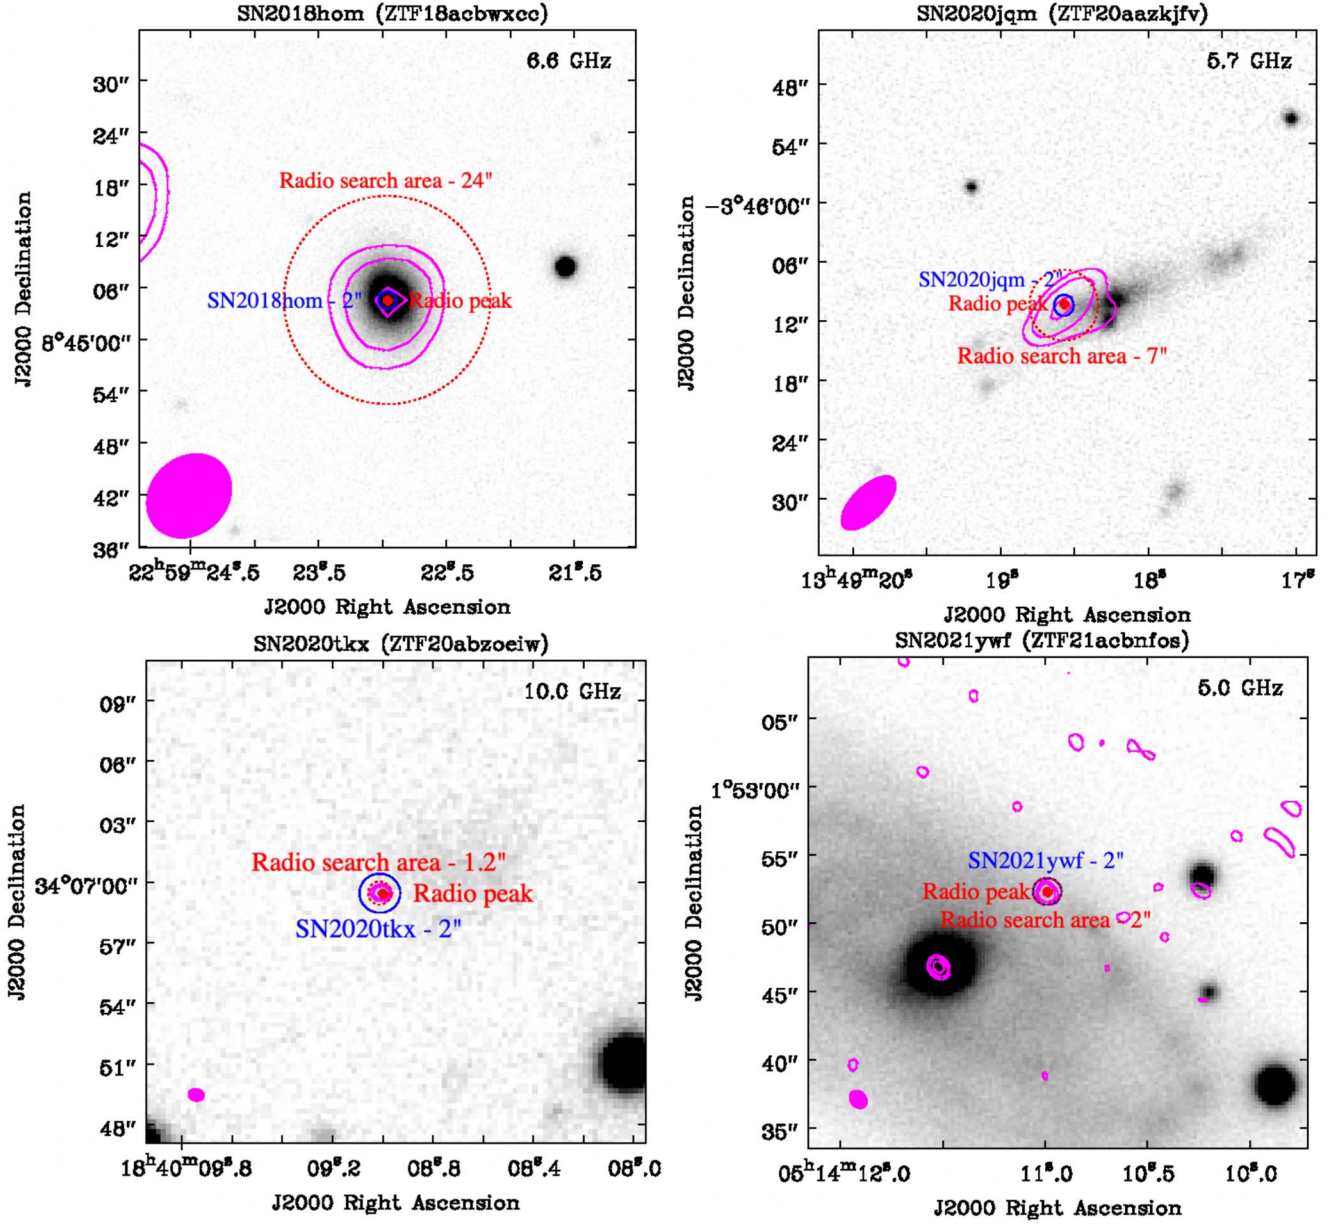 SN2018hom (ZTF18acbwxcc)
6.6 GHz
30″
24″
18″
12″
06″
8°45′00″
54″
48″
42″
36″
J2000 Declination
Radio search area - 24"
SN2018hom - 2"
Radio peak
22ʰ59ᵐ24ˢ.5
23ˢ.5
22ˢ.5
21ˢ.5
J2000 Right Ascension
SN2020jqm (ZTF20aazkjfv)
5.7 GHz
48″
54″
−3°46′00″
06″
12″
18″
24″
30″
J2000 Declination
SN2020jqm - 2"
Radio peak
Radio search area - 7"
13ʰ49ᵐ20ˢ
19ˢ
18ˢ
17ˢ
J2000 Right Ascension
SN2020tkx (ZTF20abzoeiw)
10.0 GHz
09″
06″
03″
34°07′00″
57″
54″
51″
48″
J2000 Declination
Radio search area - 1.2"
Radio peak
SN2020tkx - 2"
18ʰ40ᵐ09ˢ.8
09ˢ.2
08ˢ.8
08ˢ.4
08ˢ.0
J2000 Right Ascension
SN2021ywf (ZTF21acbnfos)
5.0 GHz
05″
1°53′00″
55″
50″
45″
40″
35″
J2000 Declination
SN2021ywf - 2"
Radio peak
Radio search area - 2"
05ʰ14ᵐ12ˢ.0
11ˢ.0
10ˢ.5
10ˢ.0
J2000 Right Ascension